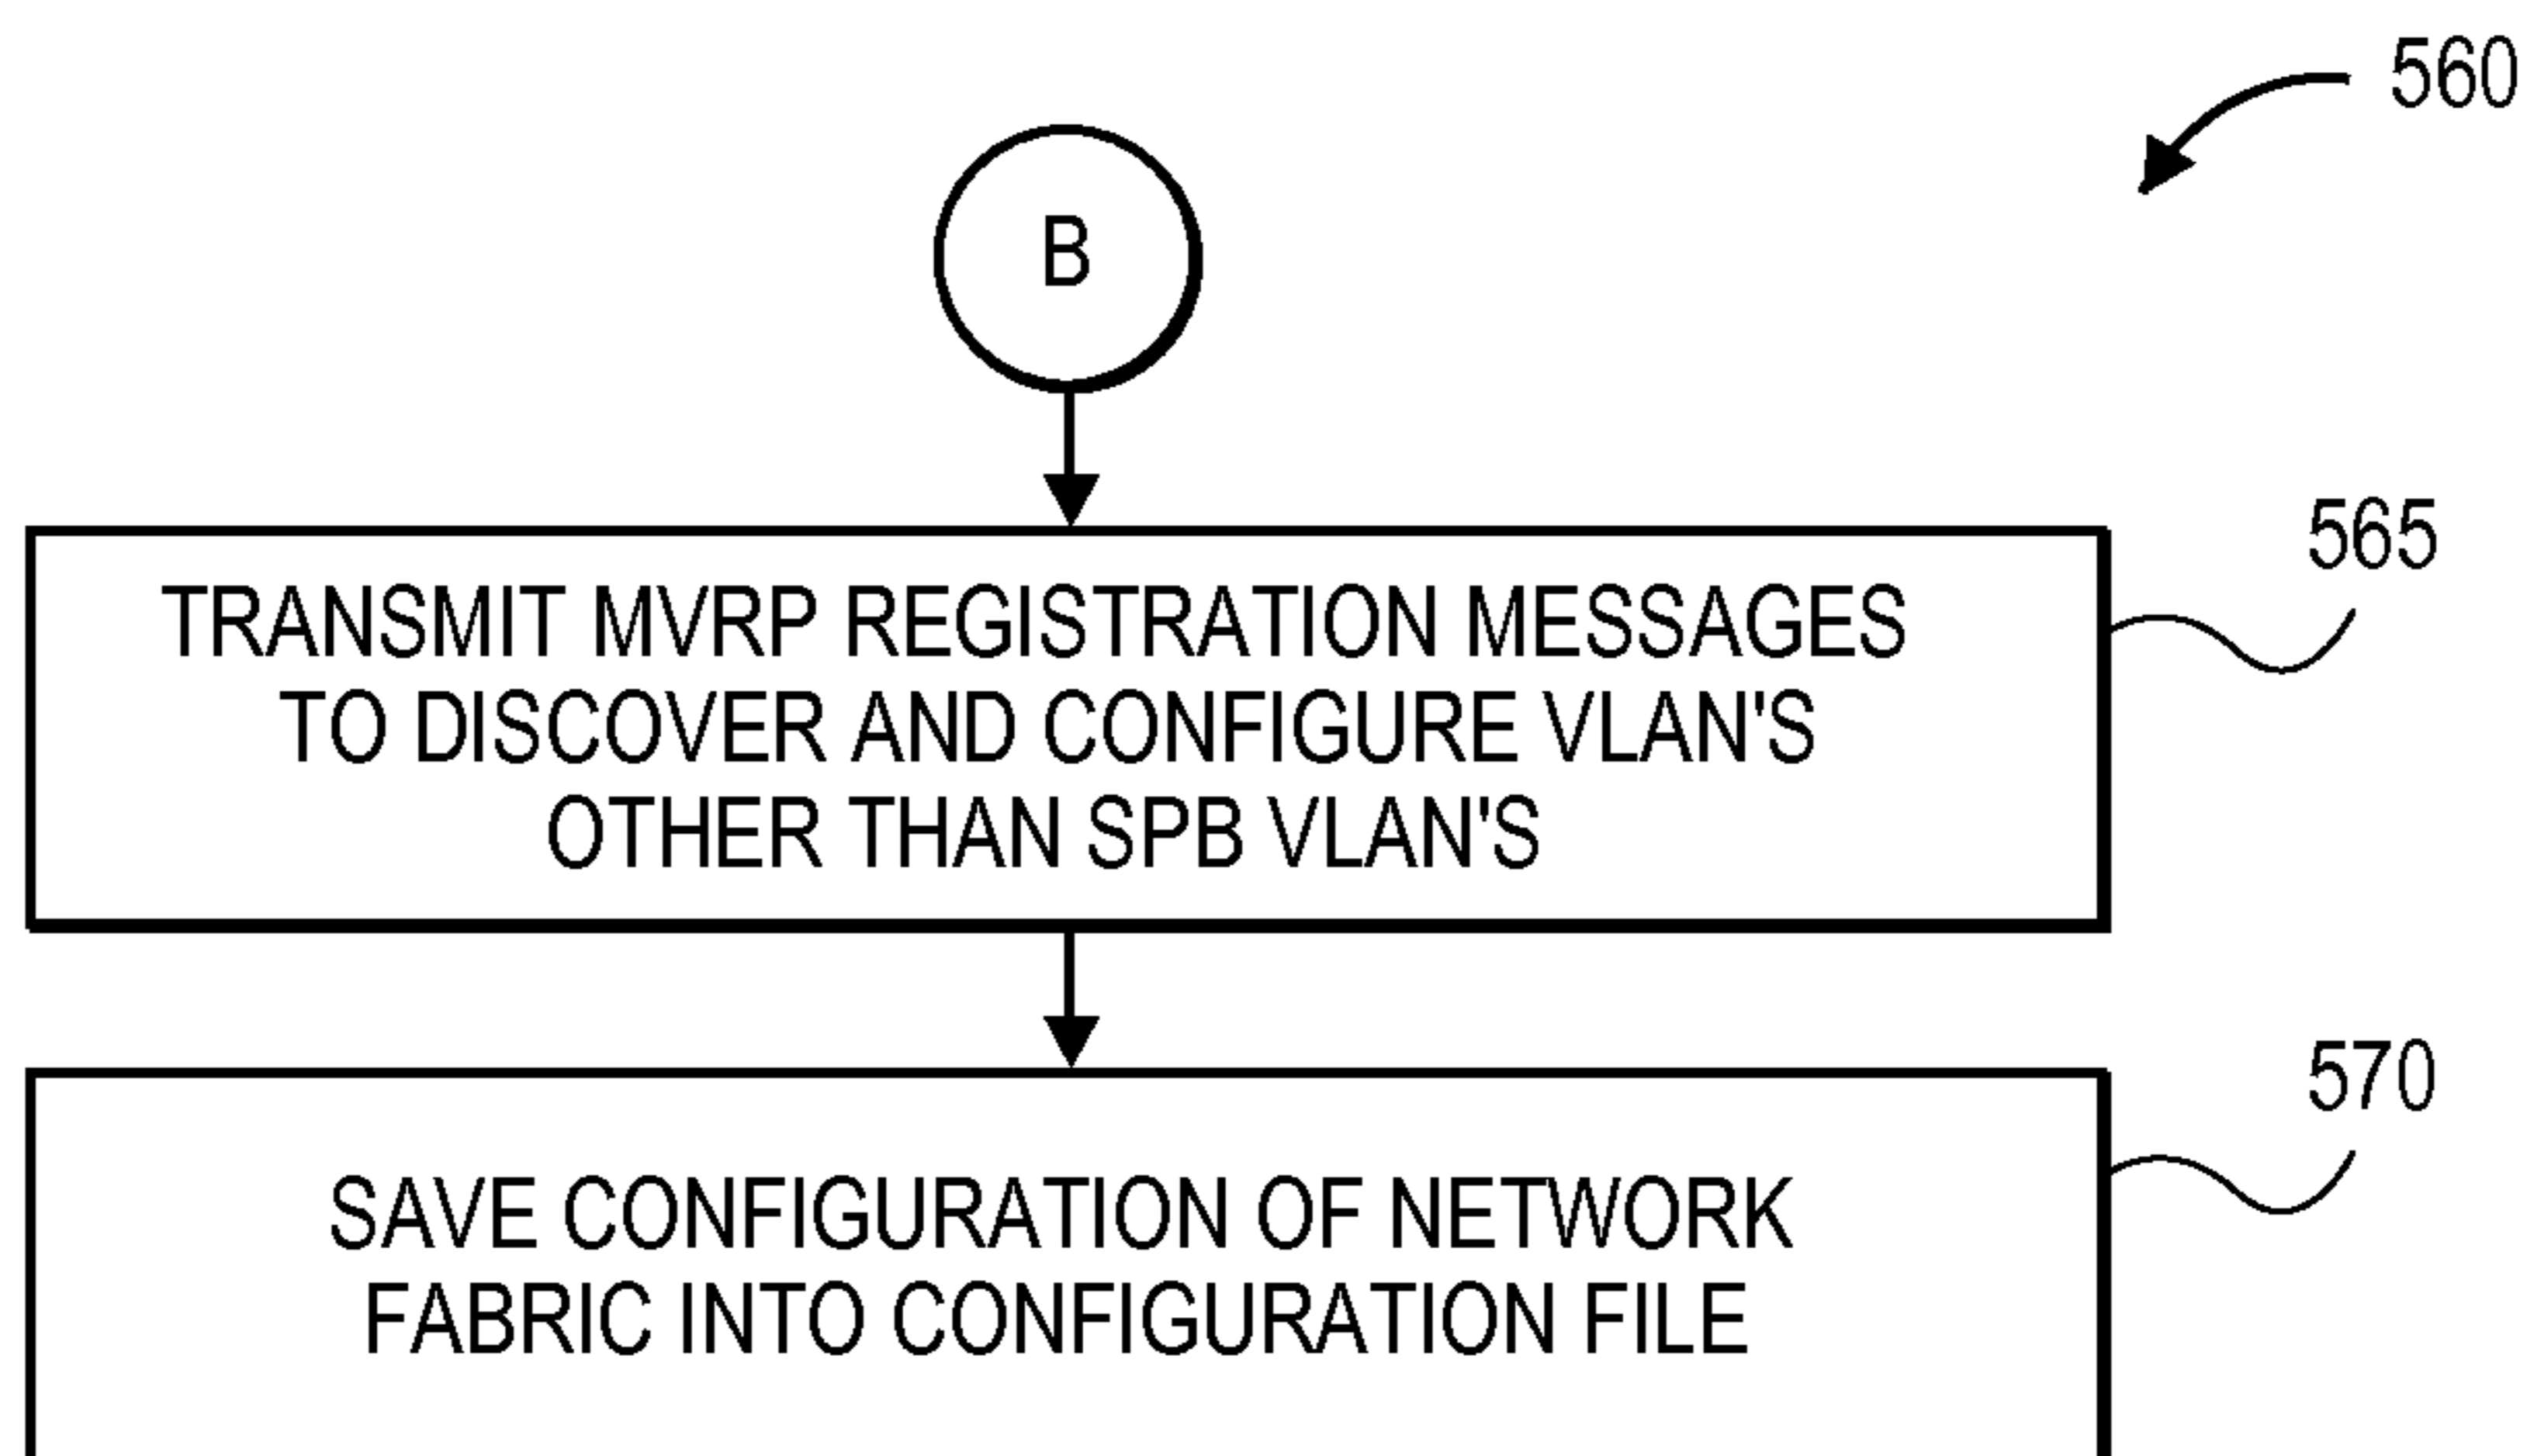 560
B
565
TRANSMIT MVRP REGISTRATION MESSAGES
TO DISCOVER AND CONFIGURE VLAN'S
OTHER THAN SPB VLAN'S
570
SAVE CONFIGURATION OF NETWORK
FABRIC INTO CONFIGURATION FILE